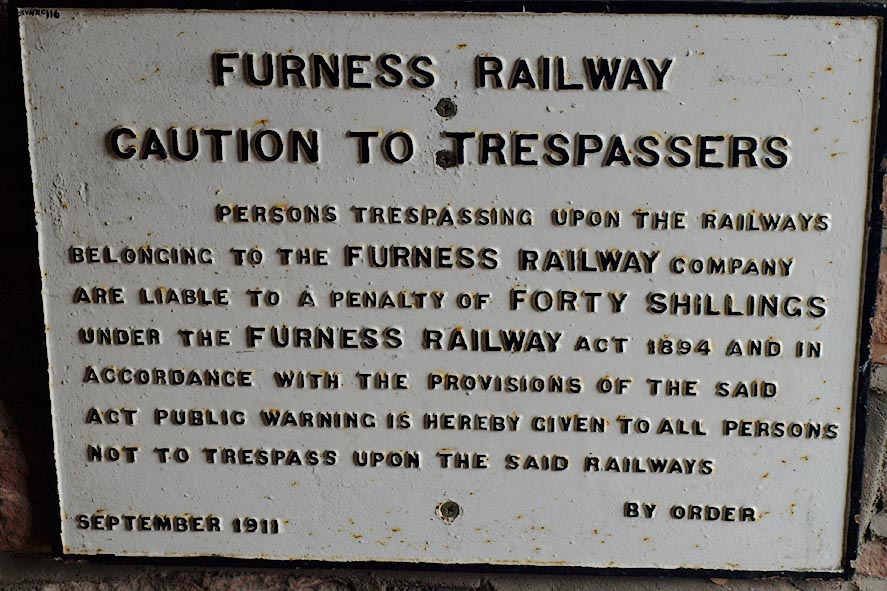 FURNESS RAILWAY
CAUTION TO TRESPASSERS
PERSONS TRESPASSING UPON THE RAILWAYS
BELONGING TO THE FURNESS RAILWAY COMPANY
ARE LIABLE TO A PENALTY OF FORTY SHILLINGS
UNDER THE FURNESS RAILWAY ACT 1894 AND IN
ACCORDANCE WITH THE PROVISIONS OF THE SAID
ACT PUBLIC WARNING IS HEREBY GIVEN TO ALL PERSONS
NOT TO TRESPASS UPON THE SAID RAILWAYS
SEPTEMBER 1911 BY ORDER